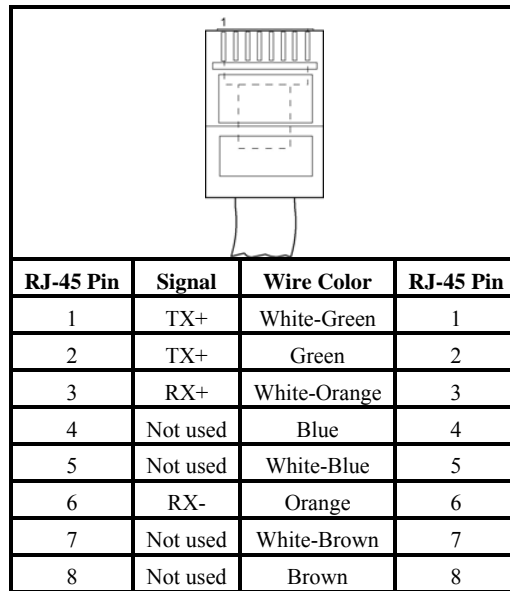 1
RJ-45 Pin Signal Wire Color RJ-45 Pin
1 TX+ White-Green 1
2 TX+ Green 2
3 RX+ White-Orange 3
4 Not used Blue 4
5 Not used White-Blue 5
6 RX- Orange 6
7 Not used White-Brown 7
8 Not used Brown 8